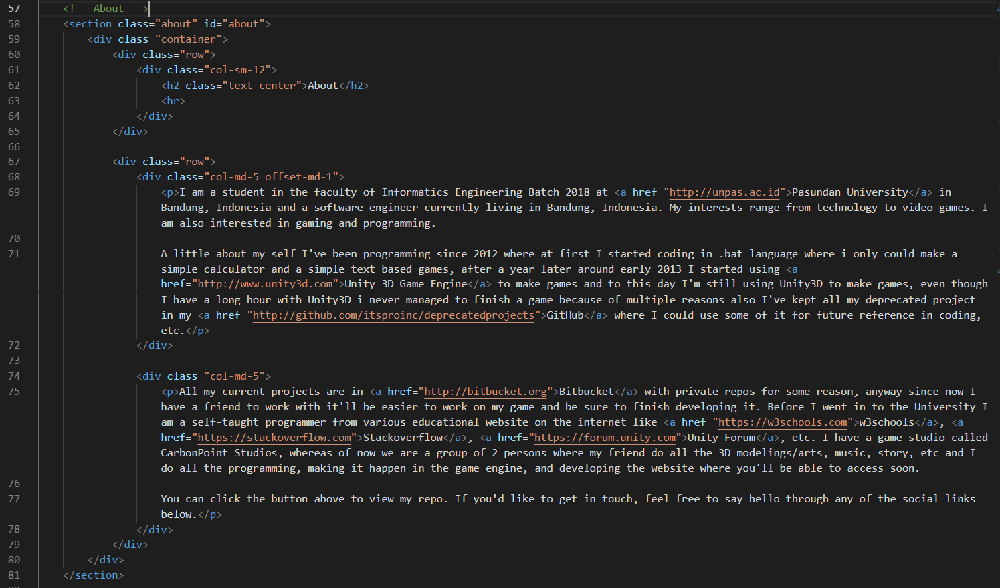 57 <!-- About -->
58 <section class="about" id="about">
59 <div class="container">
60 <div class="row">
61 <div class="col-sm-12">
62 <h2 class="text-center">About</h2>
63 <hr>
64 </div>
65 </div>
66
67 <div class="row">
68 <div class="col-md-5 offset-md-1">
69 <p>I am a student in the faculty of Informatics Engineering Batch 2018 at <a href="http://unpas.ac.id">Pasundan University</a> in
Bandung, Indonesia and a software engineer currently living in Bandung, Indonesia. My interests range from technology to video games. I
am also interested in gaming and programming.
70
71 A little about my self I've been programming since 2012 where at first I started coding in .bat language where i only could make a
simple calculator and a simple text based games, after a year later around early 2013 I started using <a
href="http://www.unity3d.com">Unity 3D Game Engine</a> to make games and to this day I'm still using Unity3D to make games, even though
I have a long hour with Unity3D i never managed to finish a game because of multiple reasons also I've kept all my deprecated project
in my <a href="http://github.com/itsproinc/deprecatedprojects">GitHub</a> where I could use some of it for future reference in coding,
etc.</p>
72 </div>
73
74 <div class="col-md-5">
75 <p>All my current projects are in <a href="http://bitbucket.org">Bitbucket</a> with private repos for some reason, anyway since now I
have a friend to work with it'll be easier to work on my game and be sure to finish developing it. Before I went in to the University I
am a self-taught programmer from various educational website on the internet like <a href="https://w3schools.com">w3schools</a>, <a
href="https://stackoverflow.com">Stackoverflow</a>, <a href="https://forum.unity.com">Unity Forum</a>, etc. I have a game studio called
CarbonPoint Studios, whereas of now we are a group of 2 persons where my friend do all the 3D modelings/arts, music, story, etc and I
do all the programming, making it happen in the game engine, and developing the website where you'll be able to access soon.
76
77 You can click the button above to view my repo. If you’d like to get in touch, feel free to say hello through any of the social links
below.</p>
78 </div>
79 </div>
80 </div>
81 </section>